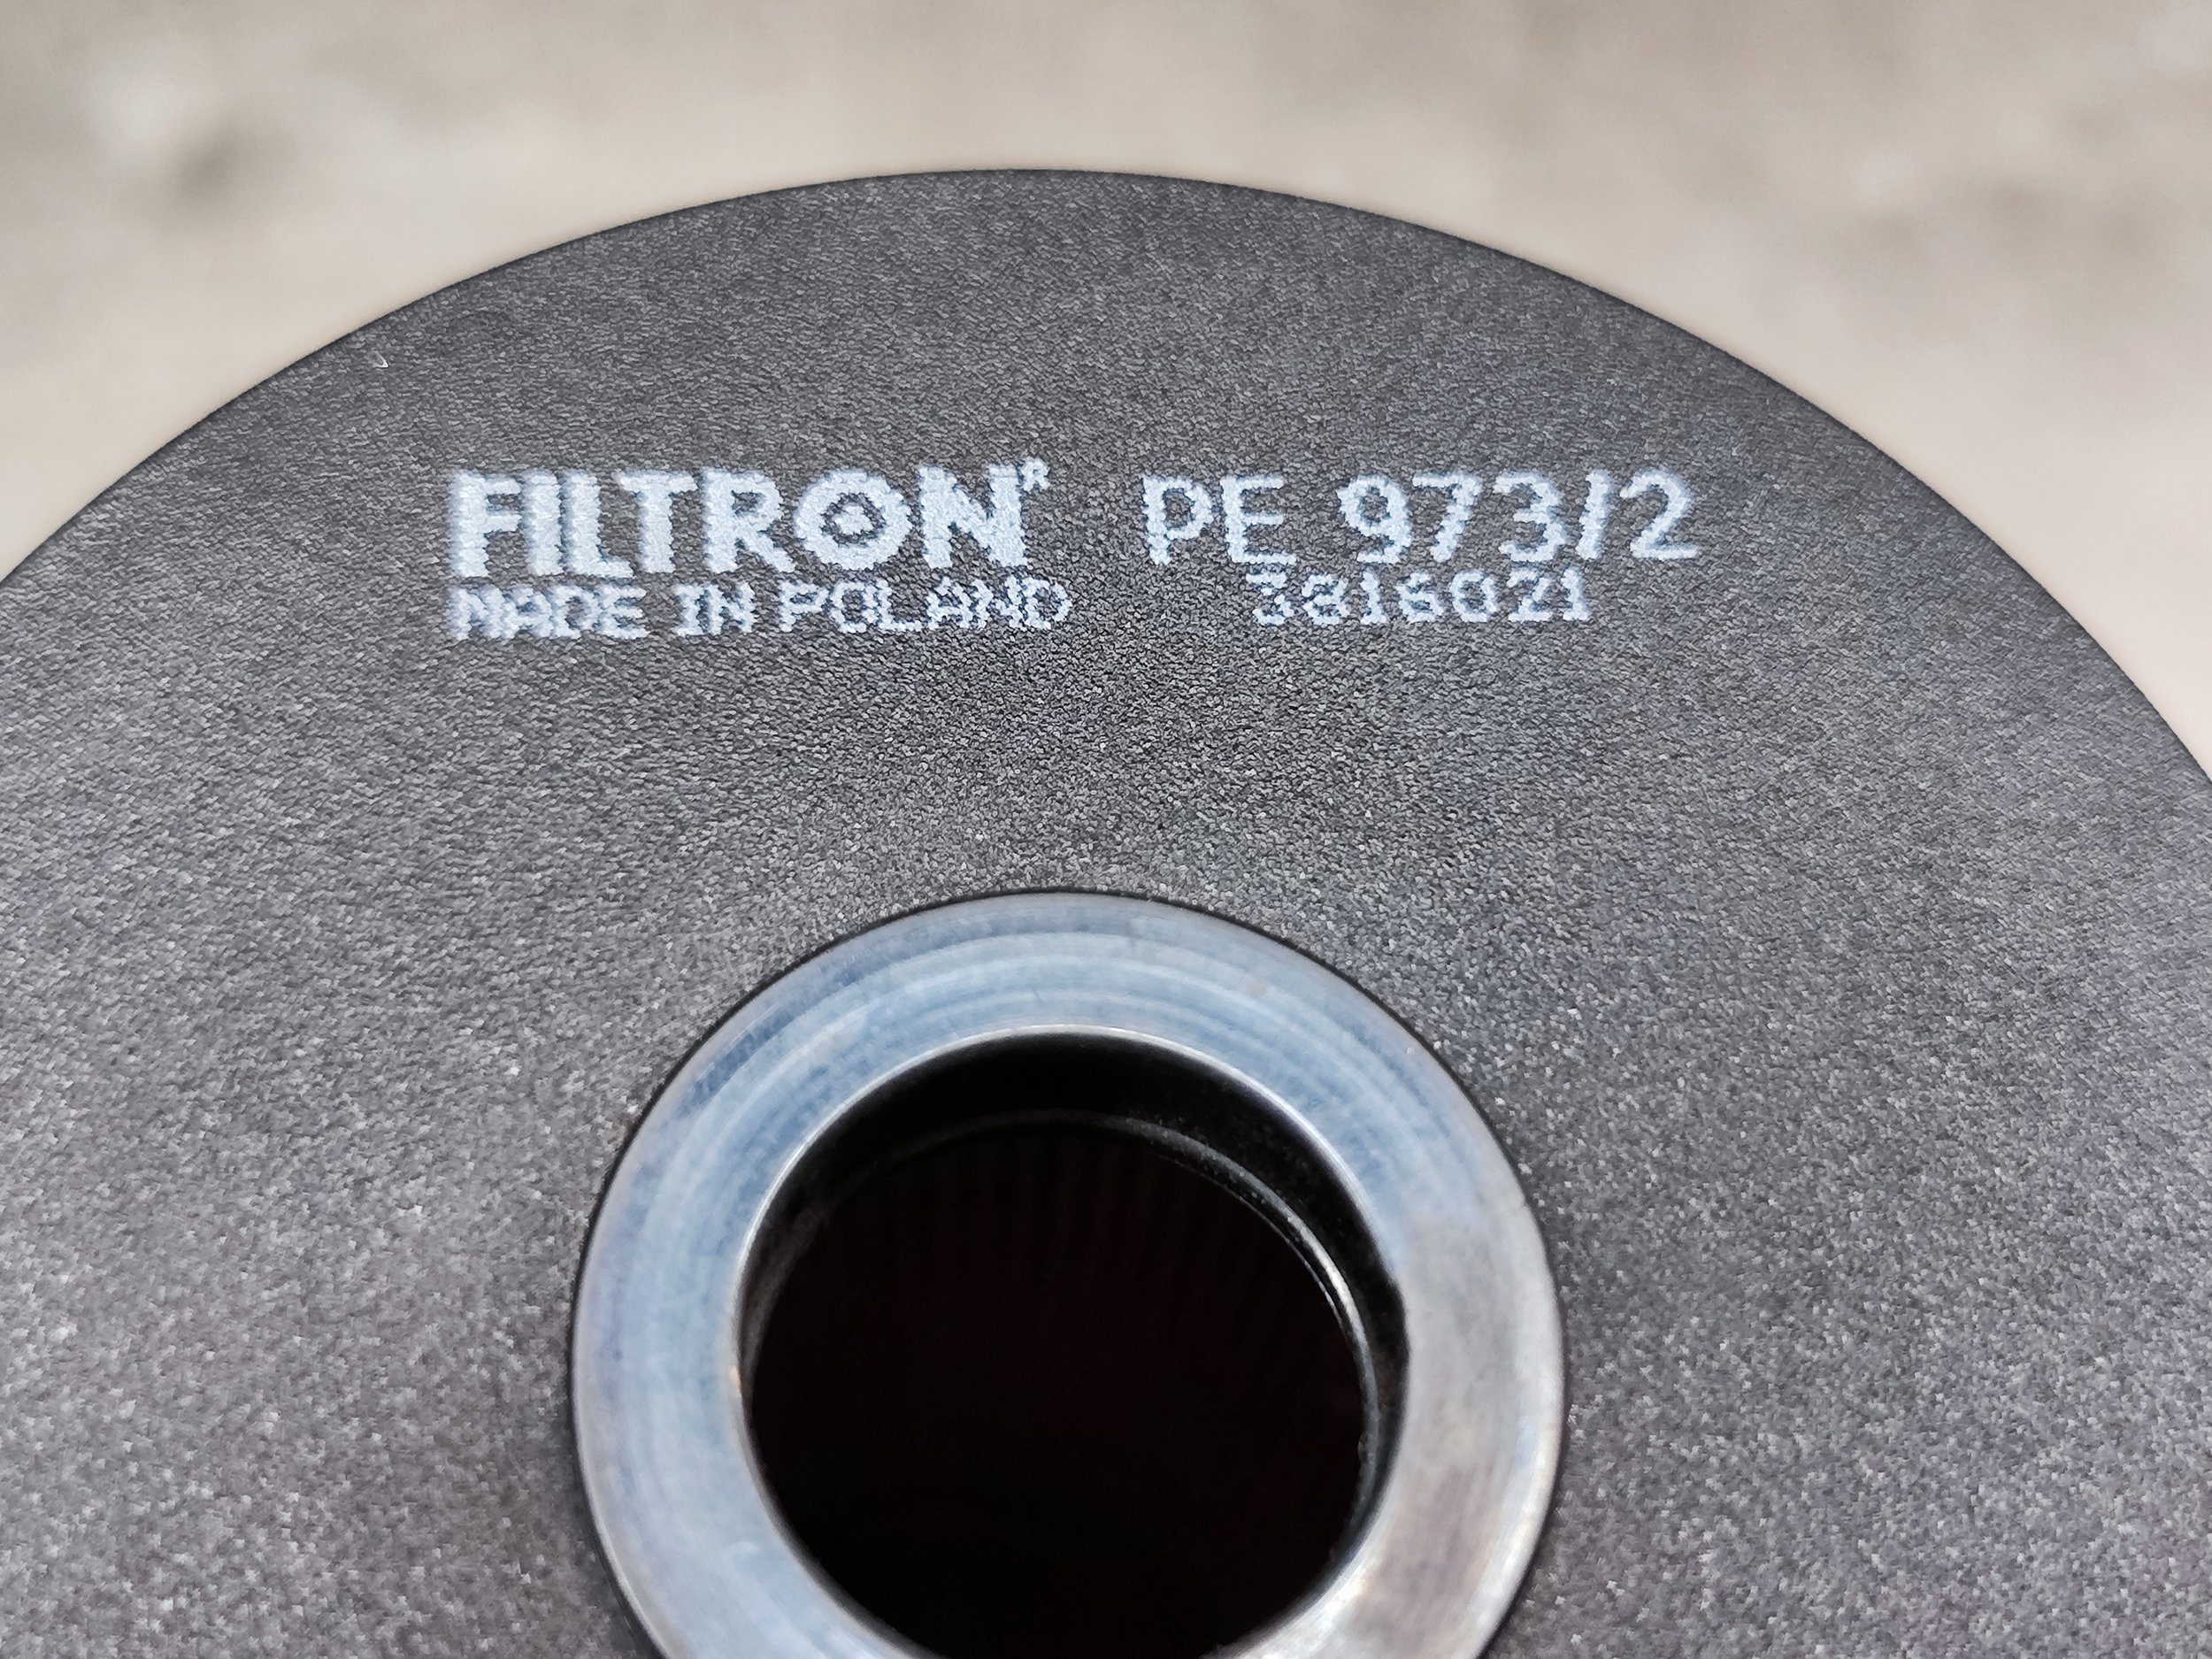 FILTRON® PE 973/2
MADE IN POLAND 3816021